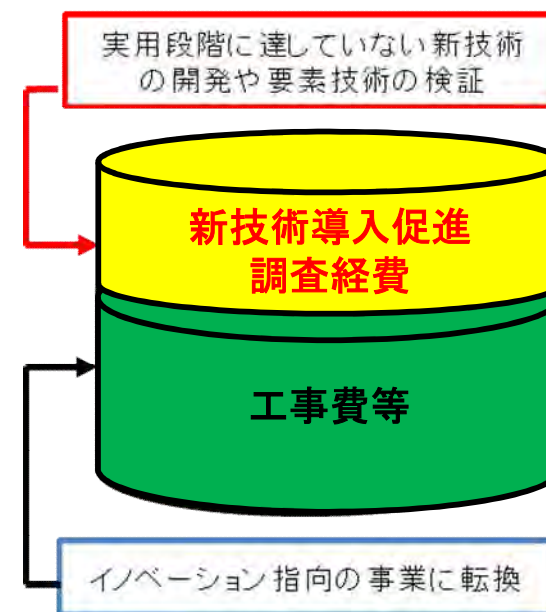 実用段階に達していない新技術
の開発や要素技術の検証
新技術導入促進
調査経費
工事費等
イノベーション指向の事業に転換